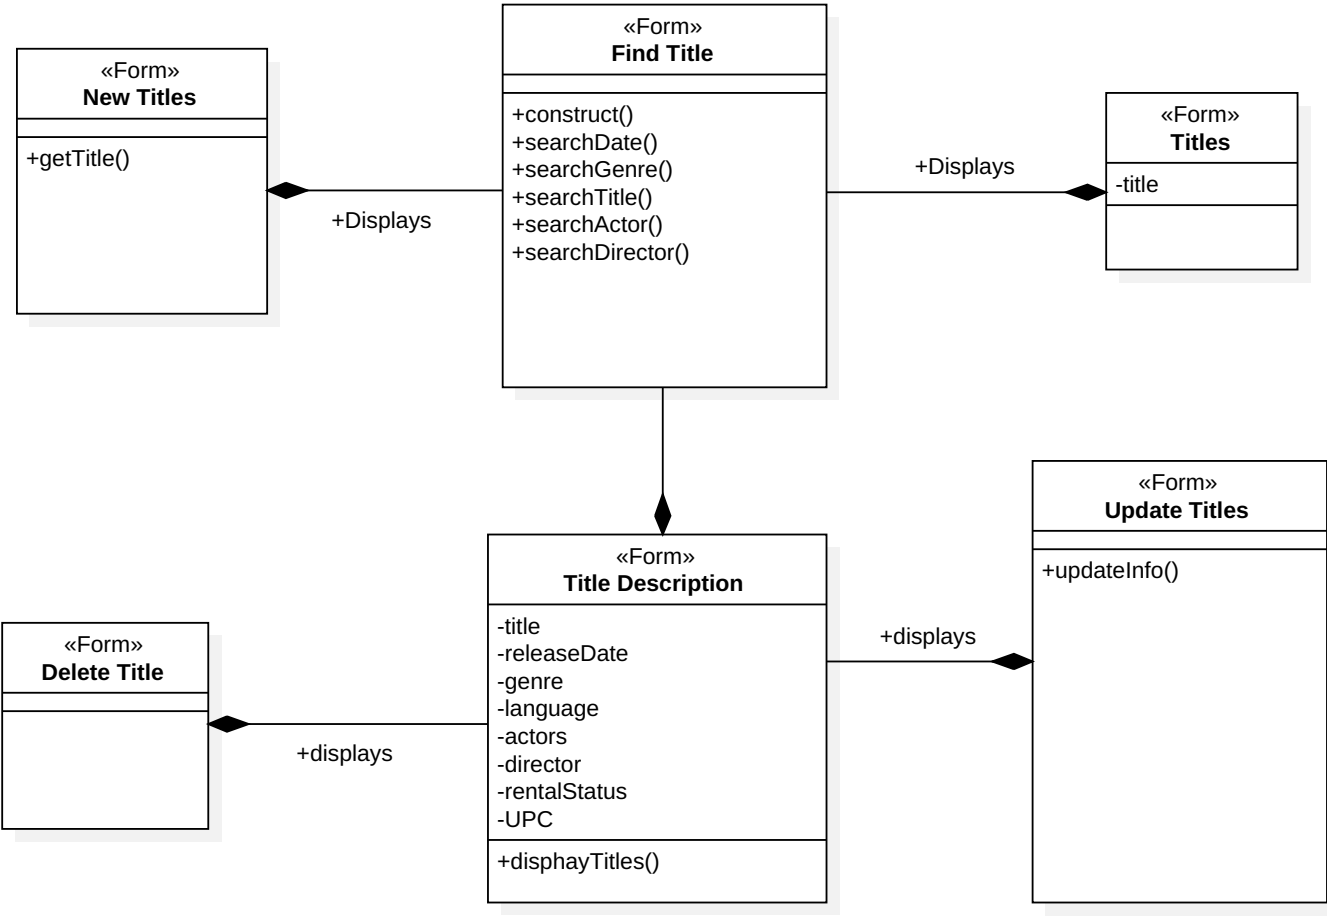 «Form»
Find Title
+construct()
+searchDate()
+searchGenre()
+searchTitle()
+searchActor()
+searchDirector()
«Form»
New Titles
+getTitle()
+Displays
+Displays
«Form»
Titles
-title
«Form»
Title Description
-title
-releaseDate
-genre
-language
-actors
-director
-rentalStatus
-UPC
+disphayTitles()
«Form»
Update Titles
+updateInfo()
+displays
«Form»
Delete Title
+displays